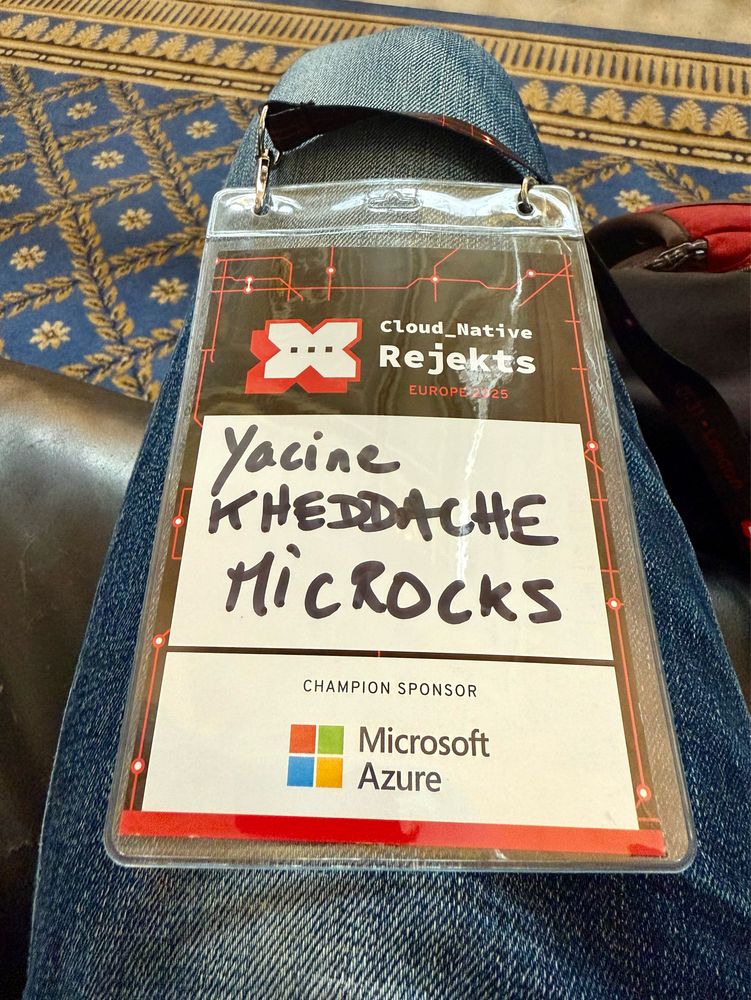 Cloud_Native
Rejekts
EUROPE 2025
Yacine
KHEDDACHE
MiCROCKS
CHAMPION SPONSOR
Microsoft
Azure